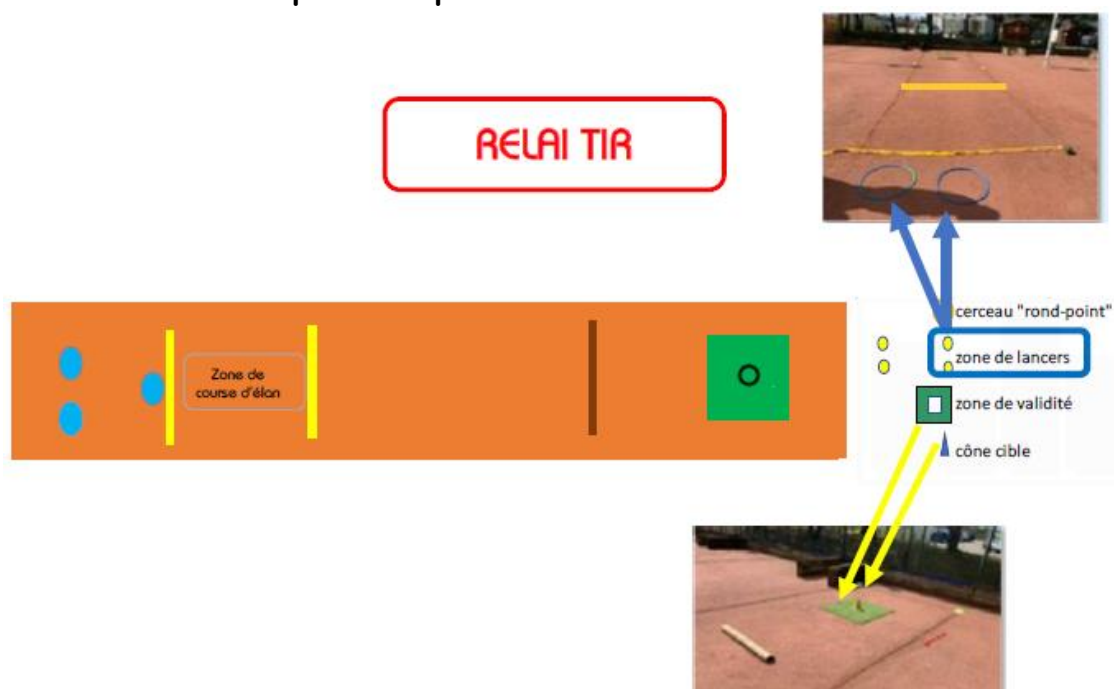 RELAI TIR
cerceau "rond-point"
Zone de
course d'élan
zone de lancers
zone de validité
cône cible